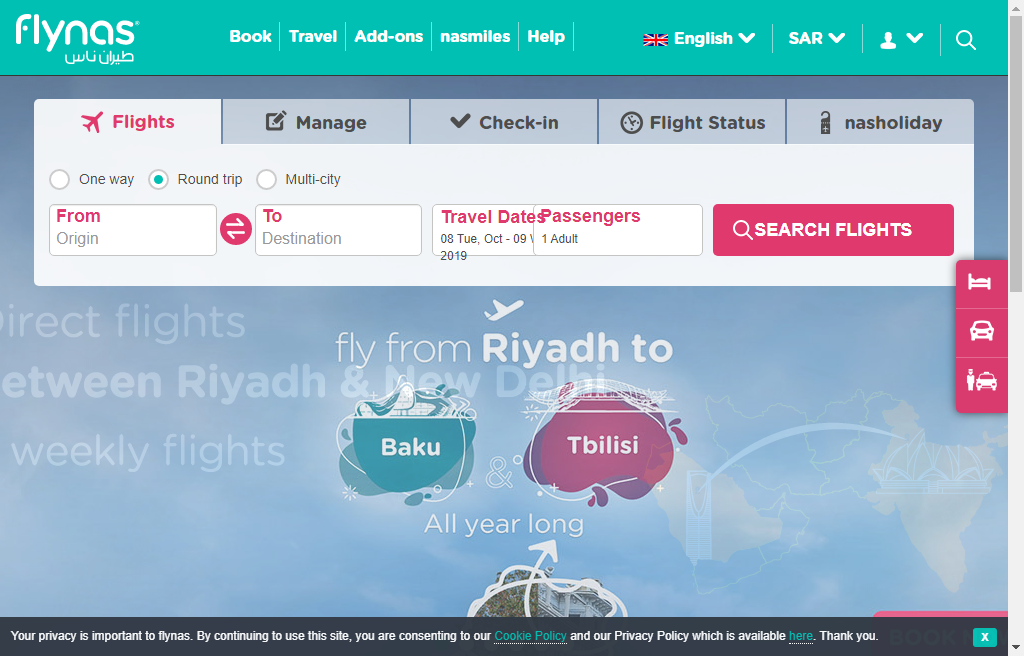 flynas
طيران ناس
Book
Travel
Add-ons
nasmiles
Help
English
SAR
Flights
Manage
Check-in
Flight Status
nasholiday
One way
Round trip
Multi-city
From
Origin
To
Destination
Travel Dates
08 Tue, Oct - 09
2019
Passengers
1 Adult
SEARCH FLIGHTS
irect flights
etween Riyadh & New Delhi
weekly flights
fly from Riyadh to
Baku
&
Tbilisi
All year long
Your privacy is important to flynas. By continuing to use this site, you are consenting to our Cookie Policy and our Privacy Policy which is available here. Thank you.
x